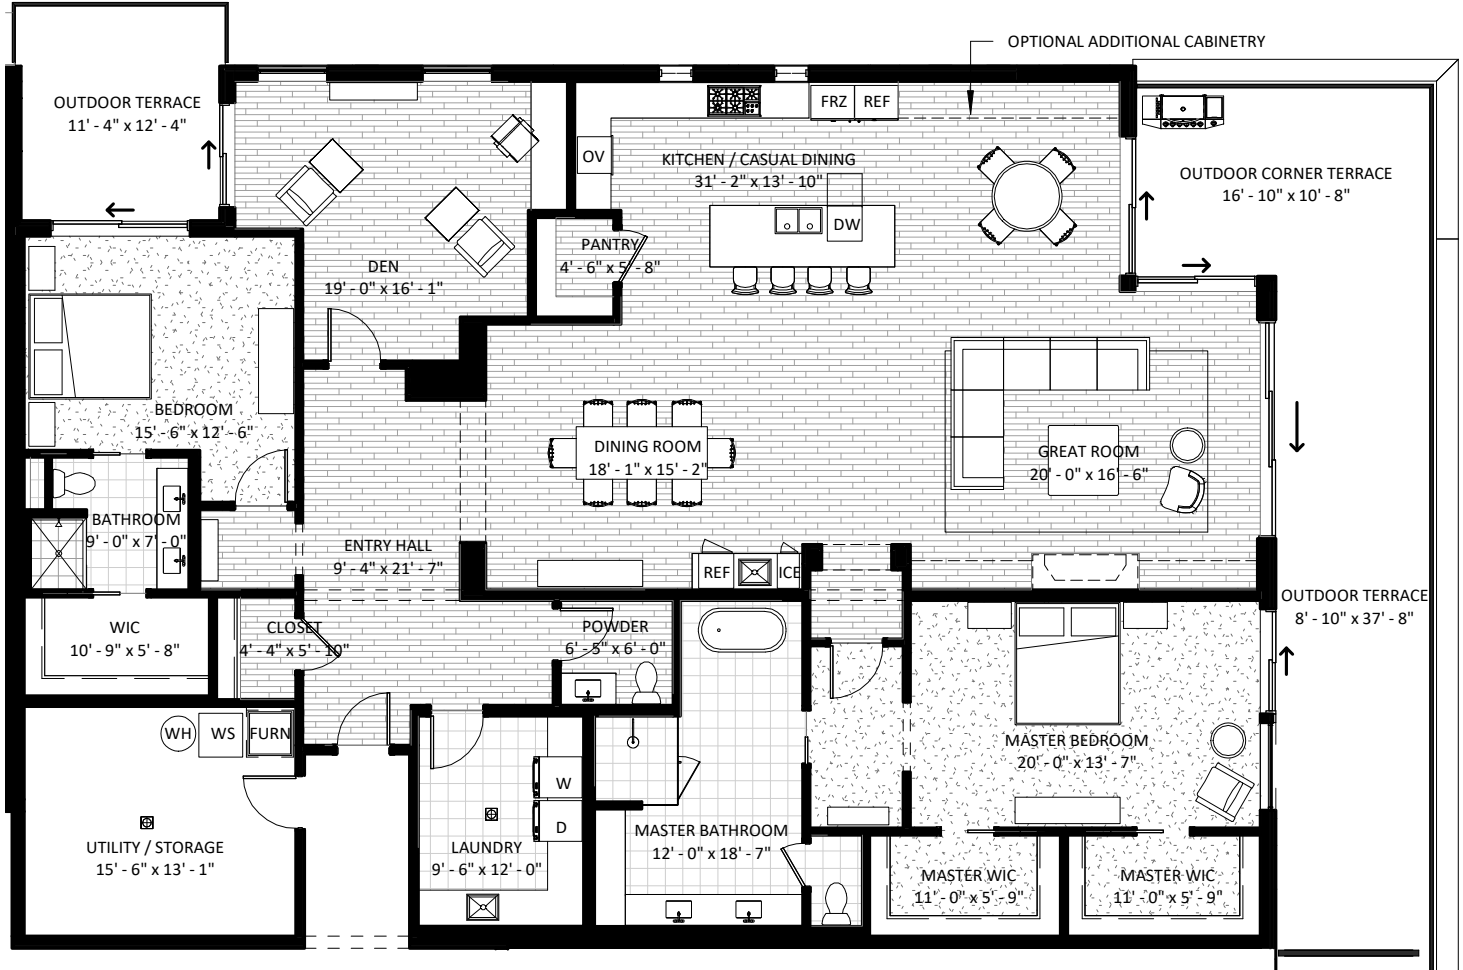 OPTIONAL ADDITIONAL CABINETRY
OUTDOOR TERRACE
11' - 4" x 12' - 4"
FRZ
REF
OV
KITCHEN / CASUAL DINING
31' - 2" x 13' - 10"
OUTDOOR CORNER TERRACE
16' - 10" x 10' - 8"
DW
PANTRY
4' - 6" x 5' - 8"
DEN
19' - 0" x 16' - 1"
BEDROOM
15' - 6" x 12' - 6"
DINING ROOM
18' - 1" x 15' - 2"
GREAT ROOM
20' - 0" x 16' - 6"
BATHROOM
9' - 0" x 7' - 0"
ENTRY HALL
9' - 4" x 21' - 7"
REF
ICE
OUTDOOR TERRACE
8' - 10" x 37' - 8"
WIC
10' - 9" x 5' - 8"
CLOSET
4' - 4" x 5' - 10"
POWDER
6' - 5" x 6' - 0"
WH
WS
FURN
MASTER BEDROOM
20' - 0" x 13' - 7"
W
D
UTILITY / STORAGE
15' - 6" x 13' - 1"
LAUNDRY
9' - 6" x 12' - 0"
MASTER BATHROOM
12' - 0" x 18' - 7"
MASTER WIC
11' - 0" x 5' - 9"
MASTER WIC
11' - 0" x 5' - 9"